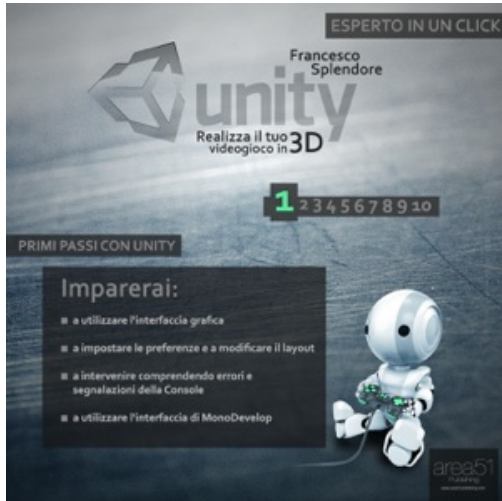 ESPERTO IN UN CLICK
Francesco
Splendore
unity
Realizza il tuo
videogioco in 3D
1 2 3 4 5 6 7 8 9 10
PRIMI PASSI CON UNITY
Imparerai:
a utilizzare l'interfaccia grafica
a impostare le preferenze e a modificare il layout
a intervenire comprendendo errori e
segnalazioni della Console
a utilizzare l'interfaccia di MonoDevelop
area51
Publishing